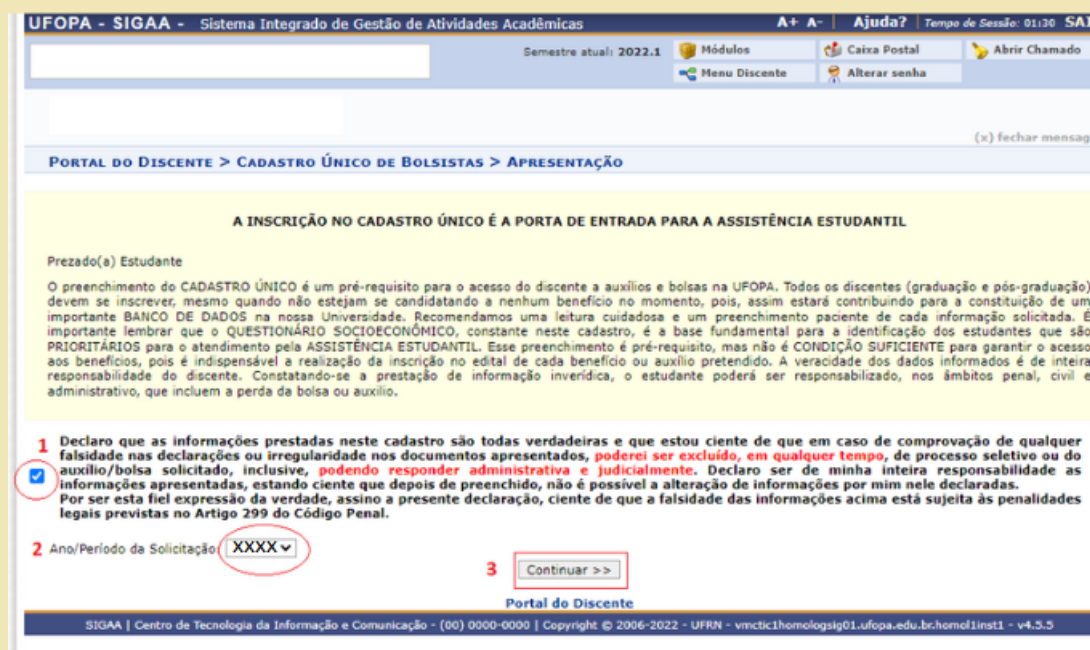 UFOPA - SIGAA - Sistema Integrado de Gestão de Atividades Acadêmicas A+ A- Ajuda? Tempo de Sessão: 01:30 SAI
Semestre atual: 2022.1 Módulos Caixa Postal Abrir Chamado
Menu Discente Alterar senha
(x) fechar mensag
PORTAL DO DISCENTE > CADASTRO ÚNICO DE BOLSISTAS > APRESENTAÇÃO
A INSCRIÇÃO NO CADASTRO ÚNICO É A PORTA DE ENTRADA PARA A ASSISTÊNCIA ESTUDANTIL
Prezado(a) Estudante
O preenchimento do CADASTRO ÚNICO é um pré-requisito para o acesso do discente a auxílios e bolsas na UFOPA. Todos os discentes (graduação e pós-graduação)
devem se inscrever, mesmo quando não estejam se candidatando a nenhum benefício no momento, pois, assim estará contribuindo para a constituição de um
importante BANCO DE DADOS na nossa Universidade. Recomendamos uma leitura cuidadosa e um preenchimento paciente de cada informação solicitada. É
importante lembrar que o QUESTIONÁRIO SOCIOECONÔMICO, constante neste cadastro, é a base fundamental para a identificação dos estudantes que são
PRIORITÁRIOS para o atendimento pela ASSISTÊNCIA ESTUDANTIL. Esse preenchimento é pré-requisito, mas não é CONDIÇÃO SUFICIENTE para garantir o acesso
aos benefícios, pois é indispensável a realização da inscrição no edital de cada benefício ou auxílio pretendido. A veracidade dos dados informados é de inteira
responsabilidade do discente. Constatando-se a prestação de informação inverídica, o estudante poderá ser responsabilizado, nos âmbitos penal, civil e
administrativo, que incluem a perda da bolsa ou auxílio.
1 Declaro que as informações prestadas neste cadastro são todas verdadeiras e que estou ciente de que em caso de comprovação de qualquer
falsidade nas declarações ou irregularidade nos documentos apresentados, poderei ser excluído, em qualquer tempo, de processo seletivo ou do
auxílio/bolsa solicitado, inclusive, podendo responder administrativa e judicialmente. Declaro ser de minha inteira responsabilidade as
informações apresentadas, estando ciente que depois de preenchido, não é possível a alteração de informações por mim nele declaradas.
Por ser esta fiel expressão da verdade, assino a presente declaração, ciente de que a falsidade das informações acima está sujeita às penalidades
legais previstas no Artigo 299 do Código Penal.
2 Ano/Período da Solicitação: XXXX
3 Continuar >>
Portal do Discente
SIGAA | Centro de Tecnologia da Informação e Comunicação - (00) 0000-0000 | Copyright © 2006-2022 - UFRN - vmctic1homologsig01.ufopa.edu.br.homol1inst1 - v4.5.5